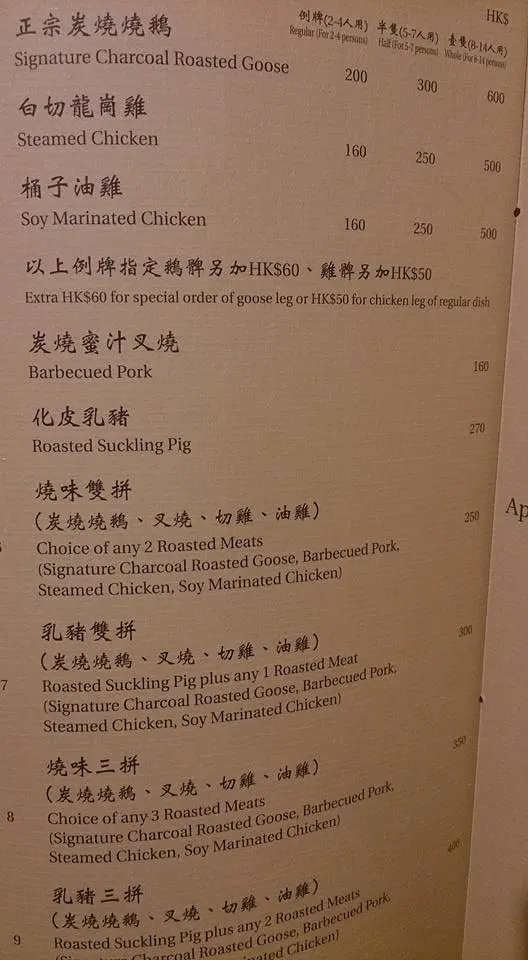 HK$
例牌(2-4人用) 半隻(5-7人用) 壹隻(8-14人用)
Regular (For 2-4 persons) Half (For 5-7 persons) Whole (For 8-14 persons)
正宗炭燒燒鵝
Signature Charcoal Roasted Goose 200 300 600
白切龍崗雞
Steamed Chicken 160 250 500
桶子油雞
Soy Marinated Chicken 160 250 500
以上例牌指定鵝髀另加HK$60、雞髀另加HK$50
Extra HK$60 for special order of goose leg or HK$50 for chicken leg of regular dish
炭燒蜜汁叉燒
Barbecued Pork 160
化皮乳豬
Roasted Suckling Pig 270
燒味雙拼
(炭燒燒鵝、叉燒、切雞、油雞) 250
Choice of any 2 Roasted Meats
(Signature Charcoal Roasted Goose, Barbecued Pork,
Steamed Chicken, Soy Marinated Chicken)
乳豬雙拼 300
(炭燒燒鵝、叉燒、切雞、油雞)
7 Roasted Suckling Pig plus any 1 Roasted Meat
(Signature Charcoal Roasted Goose, Barbecued Pork,
Steamed Chicken, Soy Marinated Chicken)
燒味三拼 350
(炭燒燒鵝、叉燒、切雞、油雞)
8 Choice of any 3 Roasted Meats
(Signature Charcoal Roasted Goose, Barbecued Pork,
Steamed Chicken, Soy Marinated Chicken)
乳豬三拼 400
(炭燒燒鵝、叉燒、切雞、油雞)
9 Roasted Suckling Pig plus any 2 Roasted Meats
(Signature Charcoal Roasted Goose, Barbecued Pork,
Marinated Chicken)
Ap